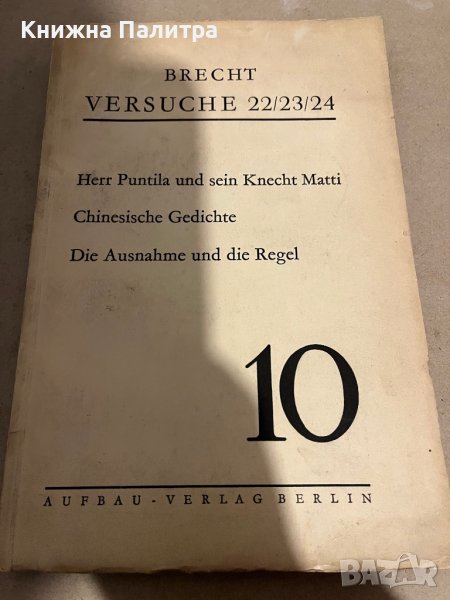 Книжна Палитра
BRECHT
VERSUCHE 22/23/24
Herr Puntila und sein Knecht Matti
Chinesische Gedichte
Die Ausnahme und die Regel
10
AUFBAU-VERLAG BERLIN
BAZAR